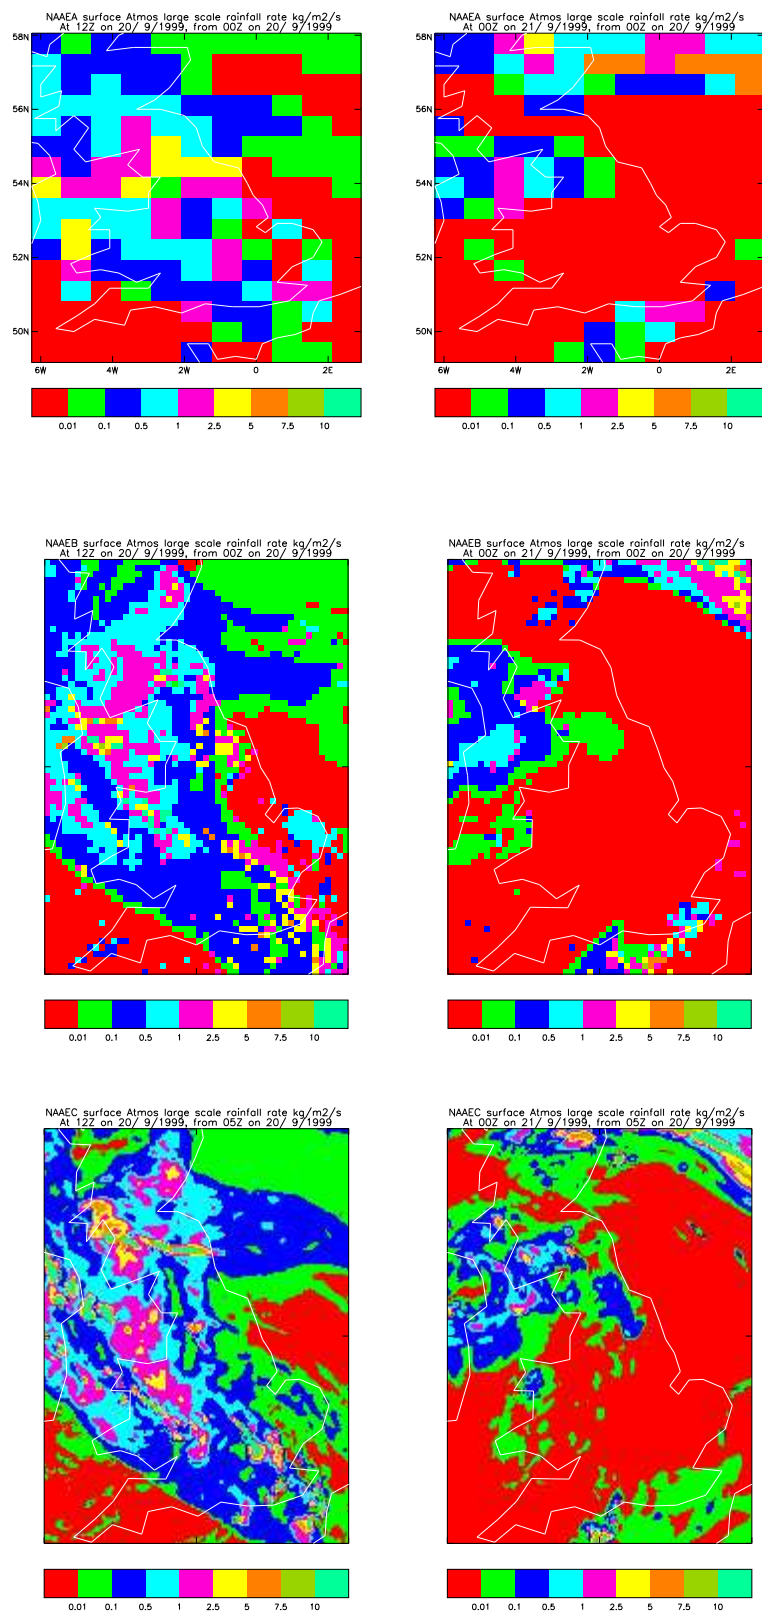 NAAEA surface Atmos large scale rainfall rate kg/m2/s
At 12Z on 20/ 9/1999, from 00Z on 20/ 9/1999
58N
56N
54N
52N
50N
6W 4W 2W 0 2E
0.01 0.1 0.5 1 2.5 5 7.5 10
NAAEA surface Atmos large scale rainfall rate kg/m2/s
At 00Z on 21/ 9/1999, from 00Z on 20/ 9/1999
58N
56N
54N
52N
50N
6W 4W 2W 0 2E
0.01 0.1 0.5 1 2.5 5 7.5 10
NAAEB surface Atmos large scale rainfall rate kg/m2/s
At 12Z on 20/ 9/1999, from 00Z on 20/ 9/1999
0.01 0.1 0.5 1 2.5 5 7.5 10
NAAEB surface Atmos large scale rainfall rate kg/m2/s
At 00Z on 21/ 9/1999, from 00Z on 20/ 9/1999
0.01 0.1 0.5 1 2.5 5 7.5 10
NAAEC surface Atmos large scale rainfall rate kg/m2/s
At 12Z on 20/ 9/1999, from 05Z on 20/ 9/1999
0.01 0.1 0.5 1 2.5 5 7.5 10
NAAEC surface Atmos large scale rainfall rate kg/m2/s
At 00Z on 21/ 9/1999, from 05Z on 20/ 9/1999
0.01 0.1 0.5 1 2.5 5 7.5 10